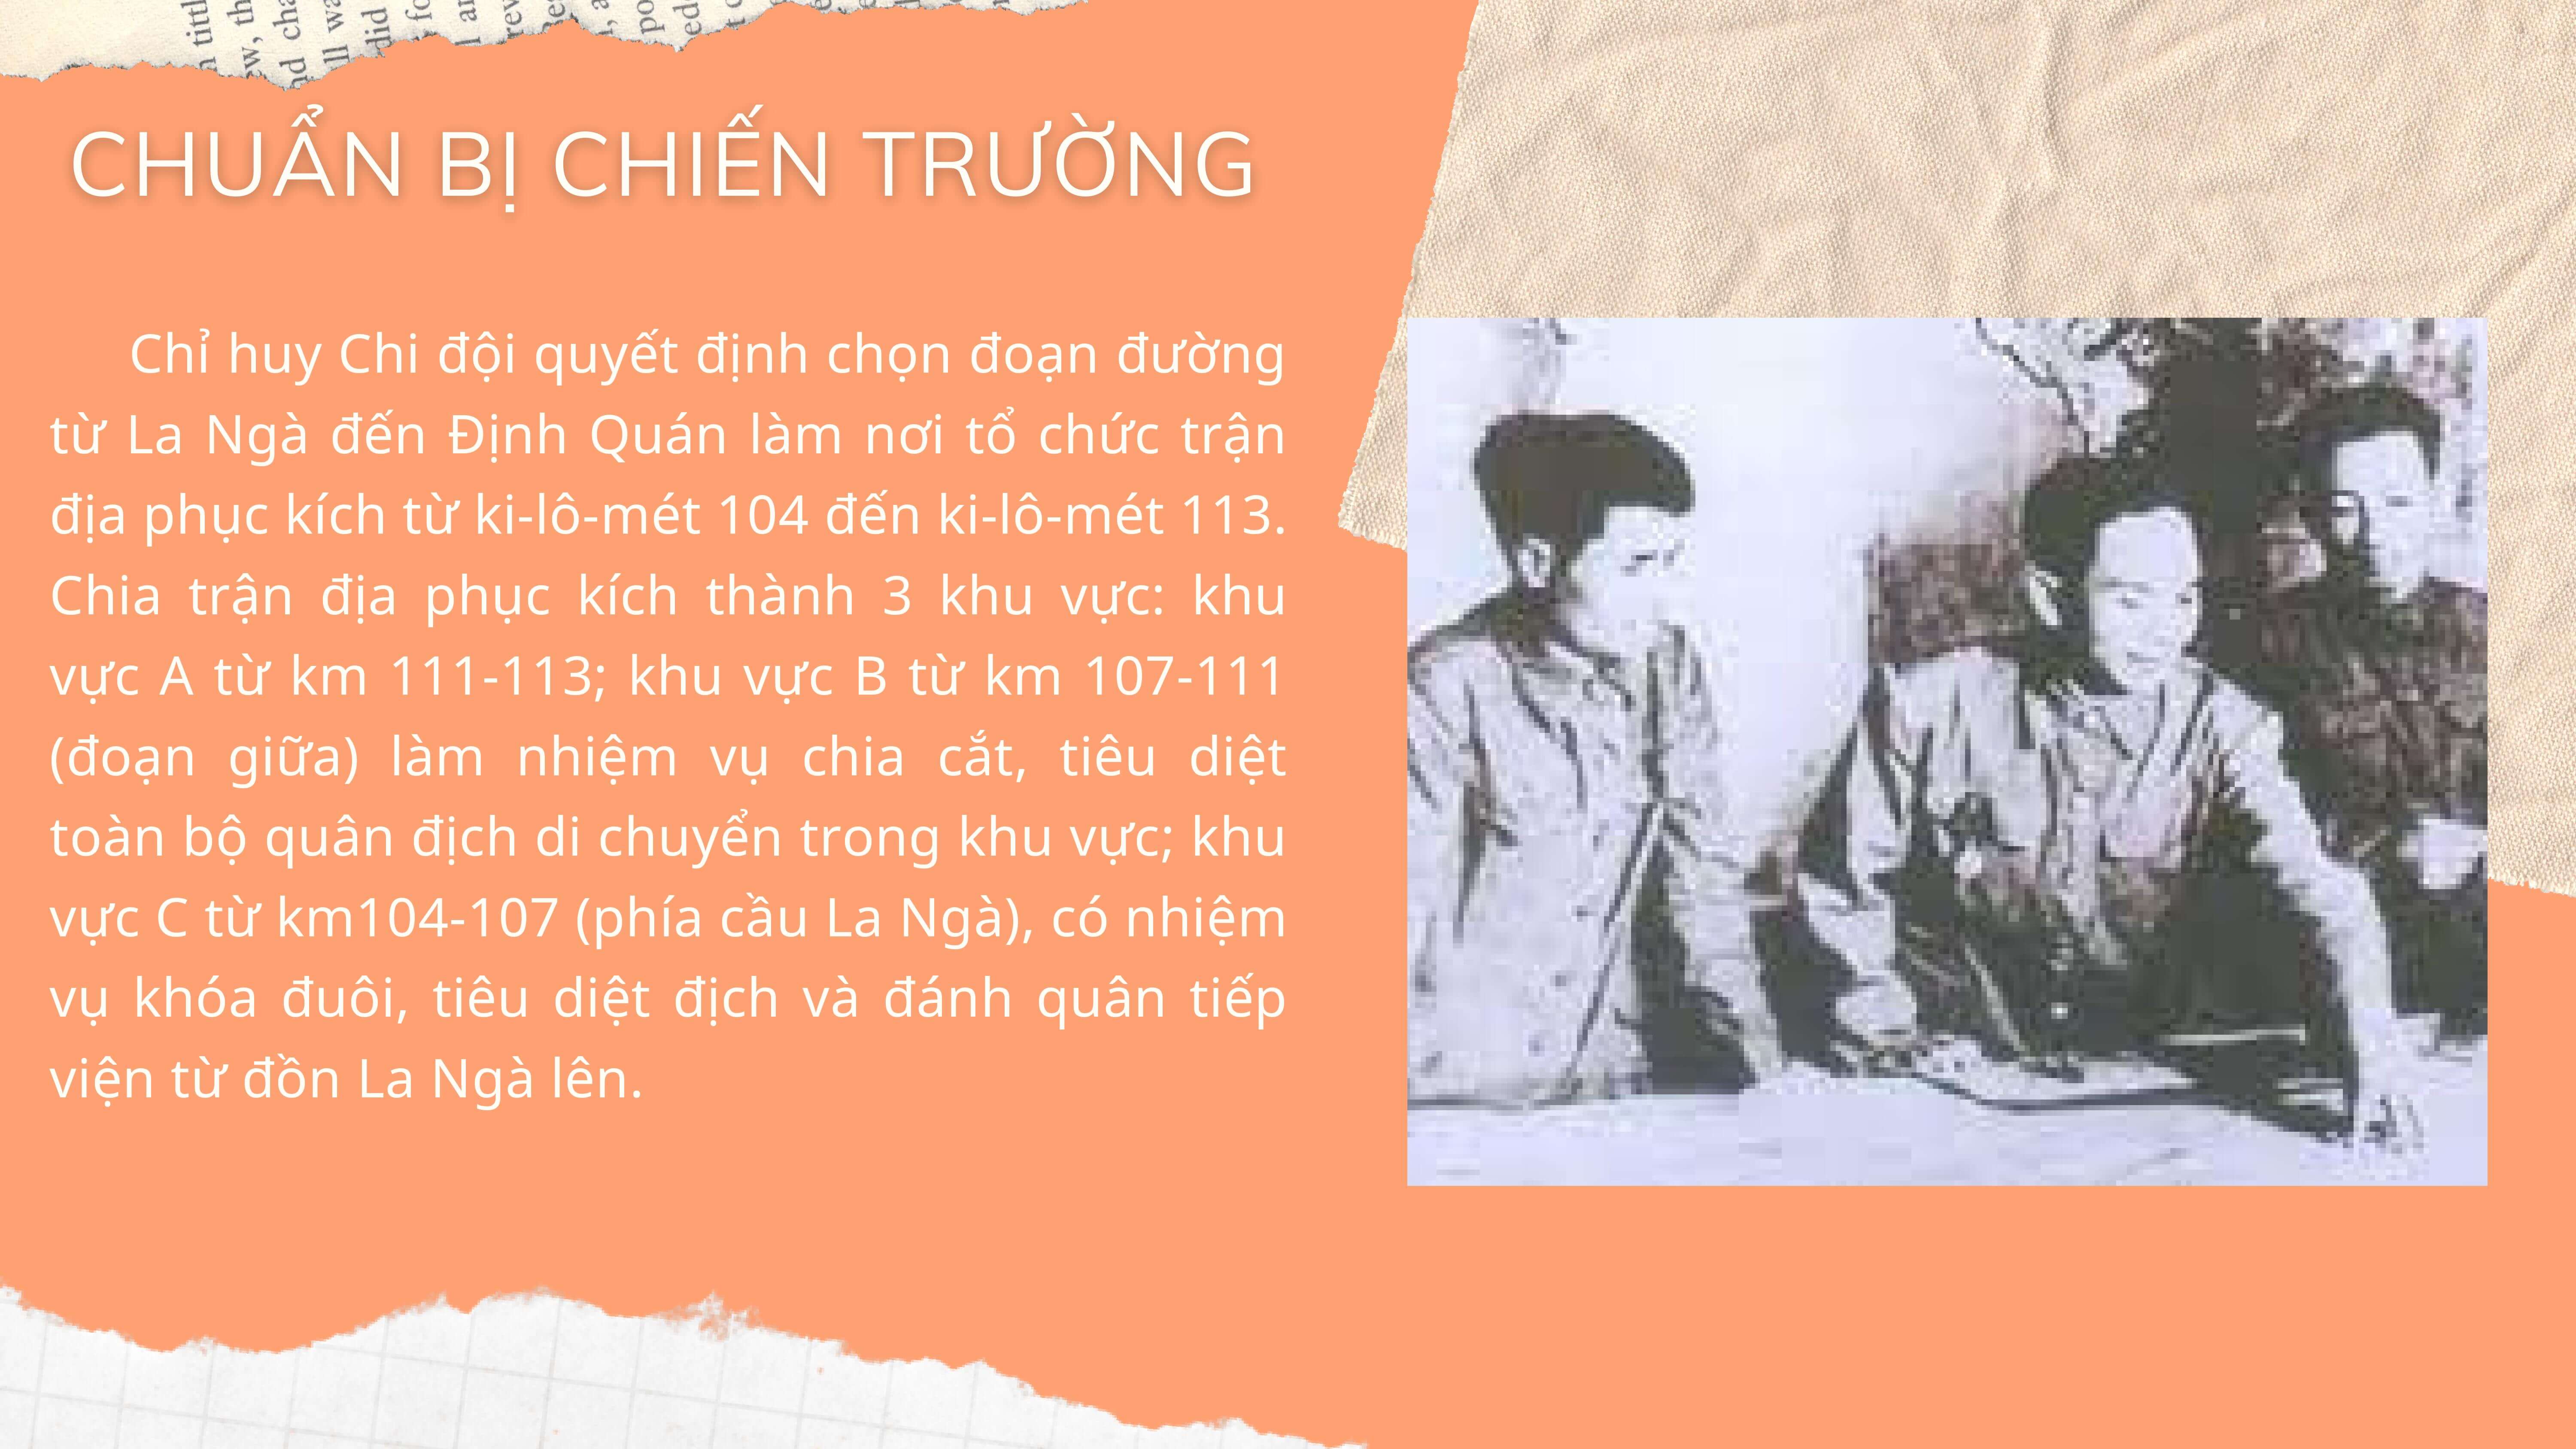 CHUẨN BỊ CHIẾN TRƯỜNG
Chỉ huy Chi đội quyết định chọn đoạn đường
từ La Ngà đến Định Quán làm nơi tổ chức trận
địa phục kích từ ki-lô-mét 104 đến ki-lô-mét 113.
Chia trận địa phục kích thành 3 khu vực: khu
vực A từ km 111-113; khu vực B từ km 107-111
(đoạn giữa) làm nhiệm vụ chia cắt, tiêu diệt
toàn bộ quân địch di chuyển trong khu vực; khu
vực C từ km104-107 (phía cầu La Ngà), có nhiệm
vụ khóa đuôi, tiêu diệt địch và đánh quân tiếp
viện từ đồn La Ngà lên.